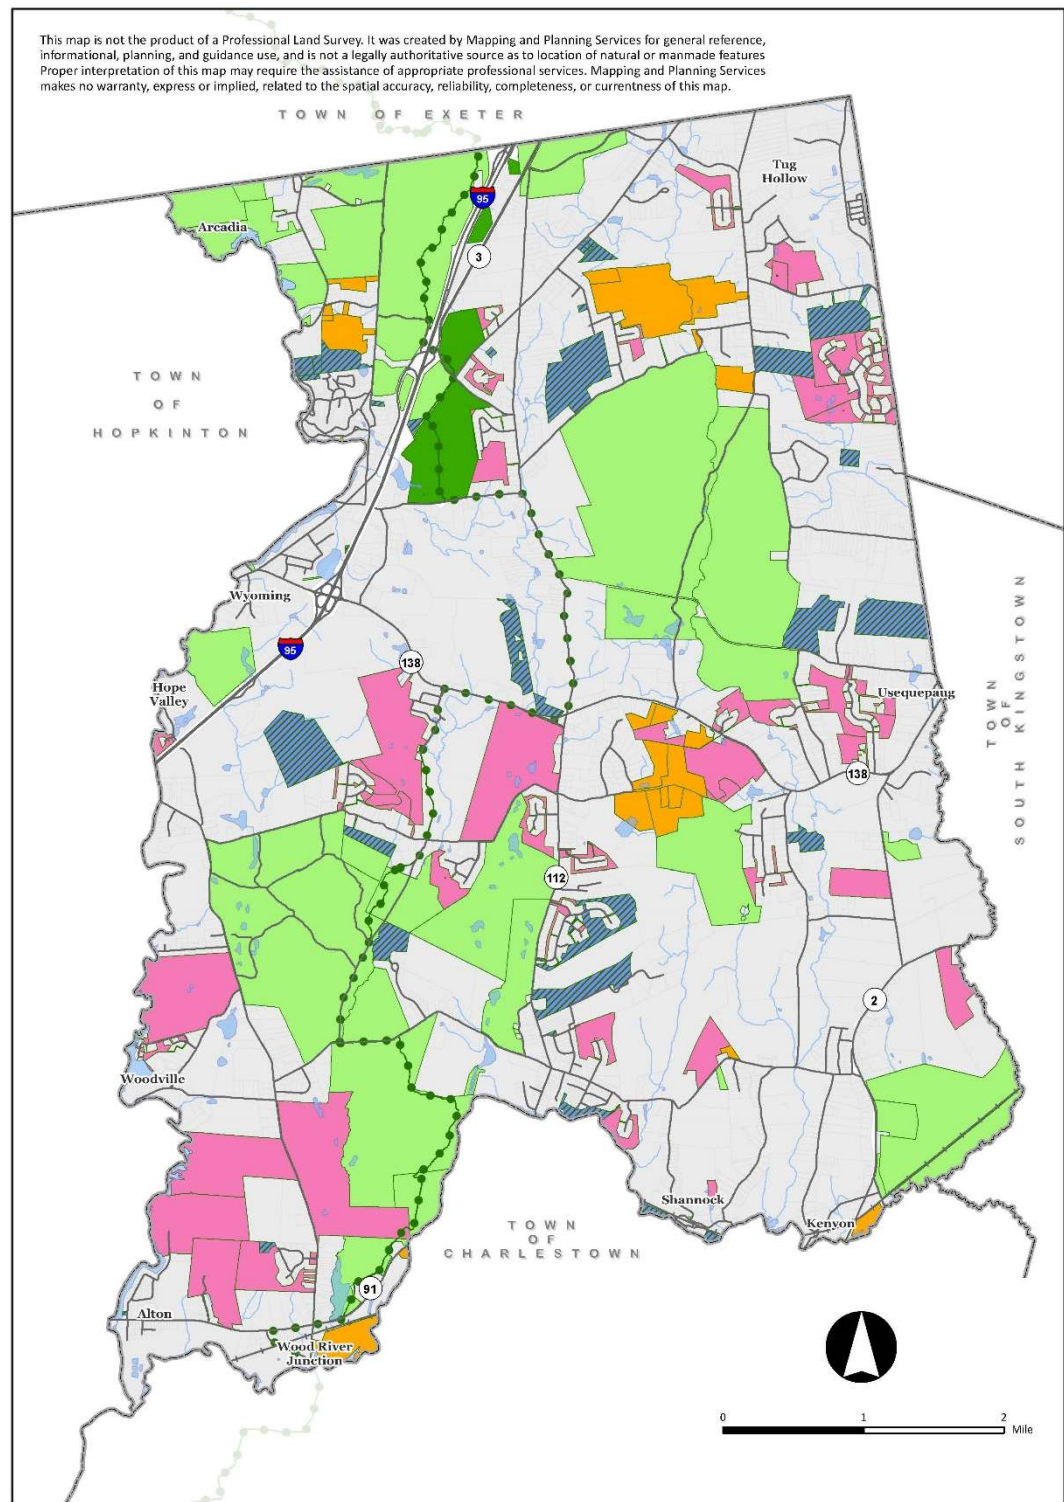 This map is not the product of a Professional Land Survey. It was created by Mapping and Planning Services for general reference,
informational, planning, and guidance use, and is not a legally authoritative source as to location of natural or manmade features
Proper interpretation of this map may require the assistance of appropriate professional services. Mapping and Planning Services
makes no warranty, express or implied, related to the spatial accuracy, reliability, completeness, or currentness of this map.
TOWN OF EXETER
Tug
Hollow
95
Arcadia
3
TOWN
OF
HOPKINTON
Wyoming
95
138
Hope
Valley
Usequepaug
TOWN
OF
SOUTH KINGSTOWN
138
112
2
Woodville
Shannock
Kenyon
TOWN
OF
CHARLESTOWN
91
Alton
Wood River
Junction
0 1 2
Mile